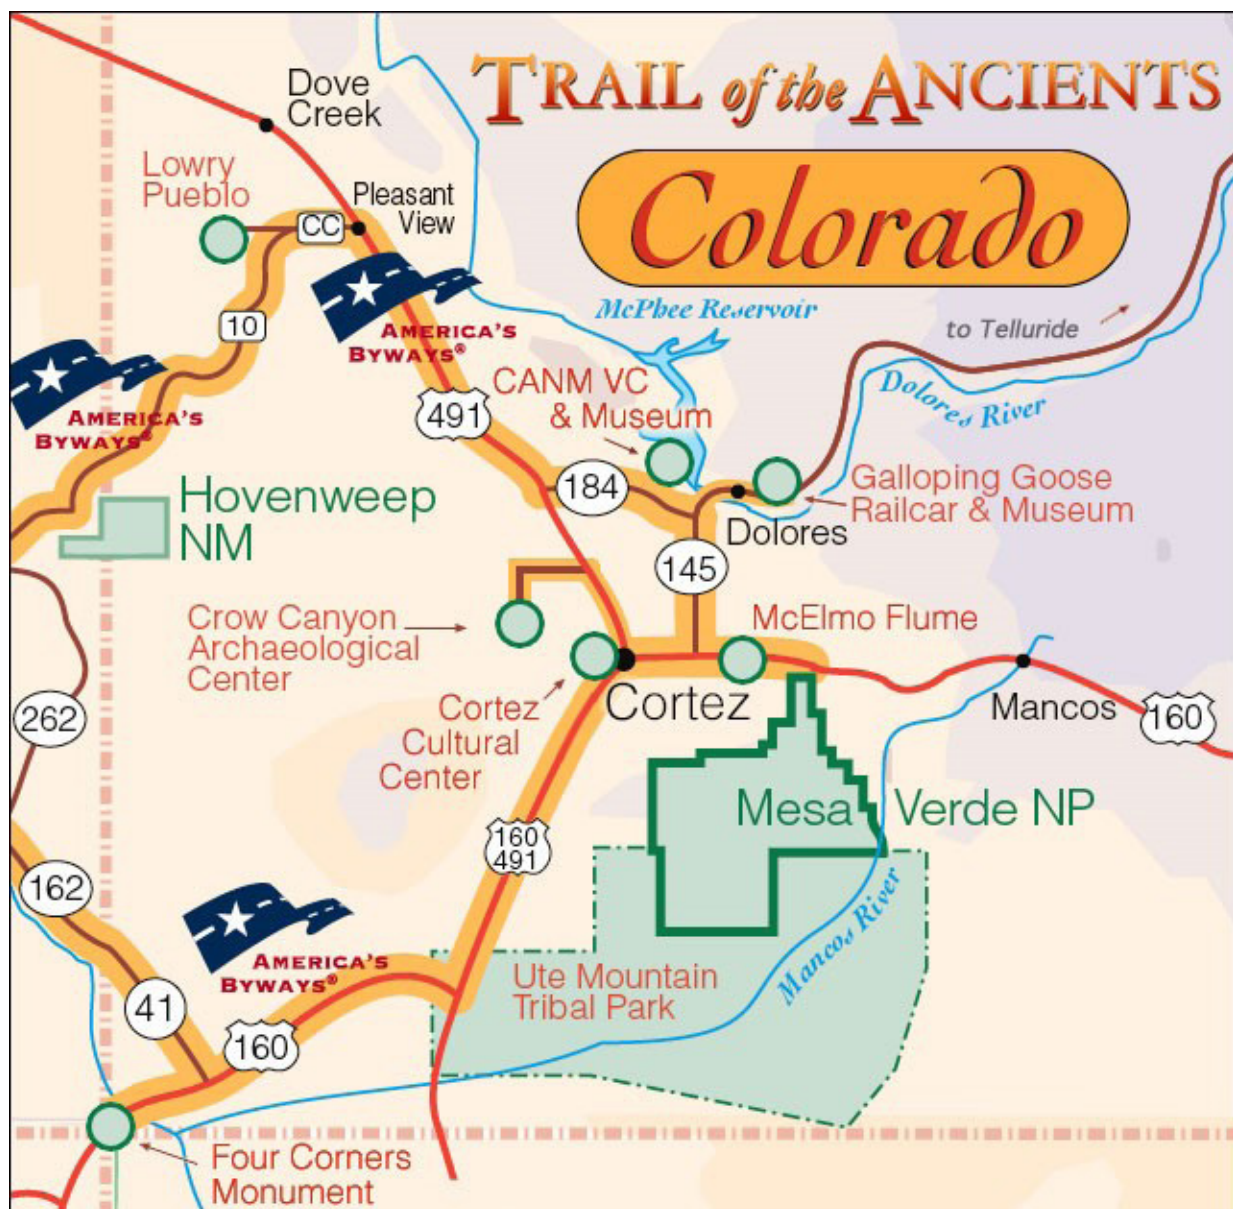 TRAIL of the ANCIENTS
Colorado
Dove
Creek
Lowry
Pueblo
Pleasant
View
CC
10
AMERICA'S
BYWAYS®
McPhee Reservoir
to Telluride
Dolores River
AMERICA'S
BYWAYS®
491
CANM VC
& Museum
184
Galloping Goose
Railcar & Museum
Dolores
Hovenweep
NM
145
Crow Canyon
Archaeological
Center
McElmo Flume
262
Cortez
Cultural
Center
Cortez
Mancos
160
Mesa Verde NP
160
491
162
Mancos River
AMERICA'S
BYWAYS®
Ute Mountain
Tribal Park
41
160
Four Corners
Monument